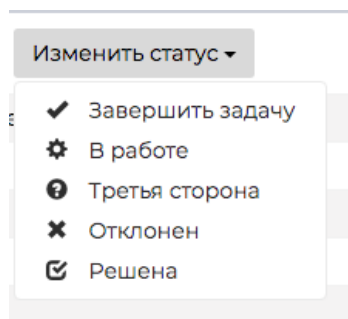 Изменить статус
Завершить задачу
В работе
Третья сторона
Отклонен
Решена